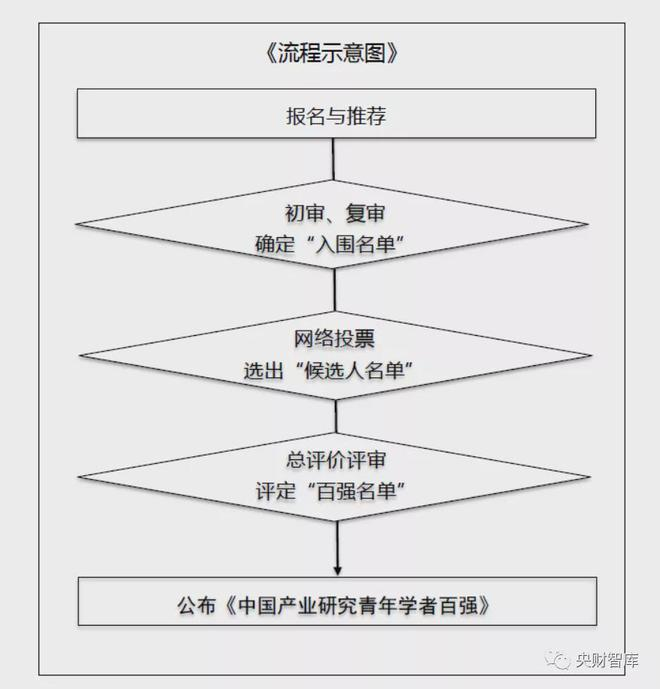 《流程示意图》
报名与推荐
初审、复审
确定“入围名单”
网络投票
选出“候选人名单”
总评价评审
评定“百强名单”
公布《中国产业研究青年学者百强》
央财智库